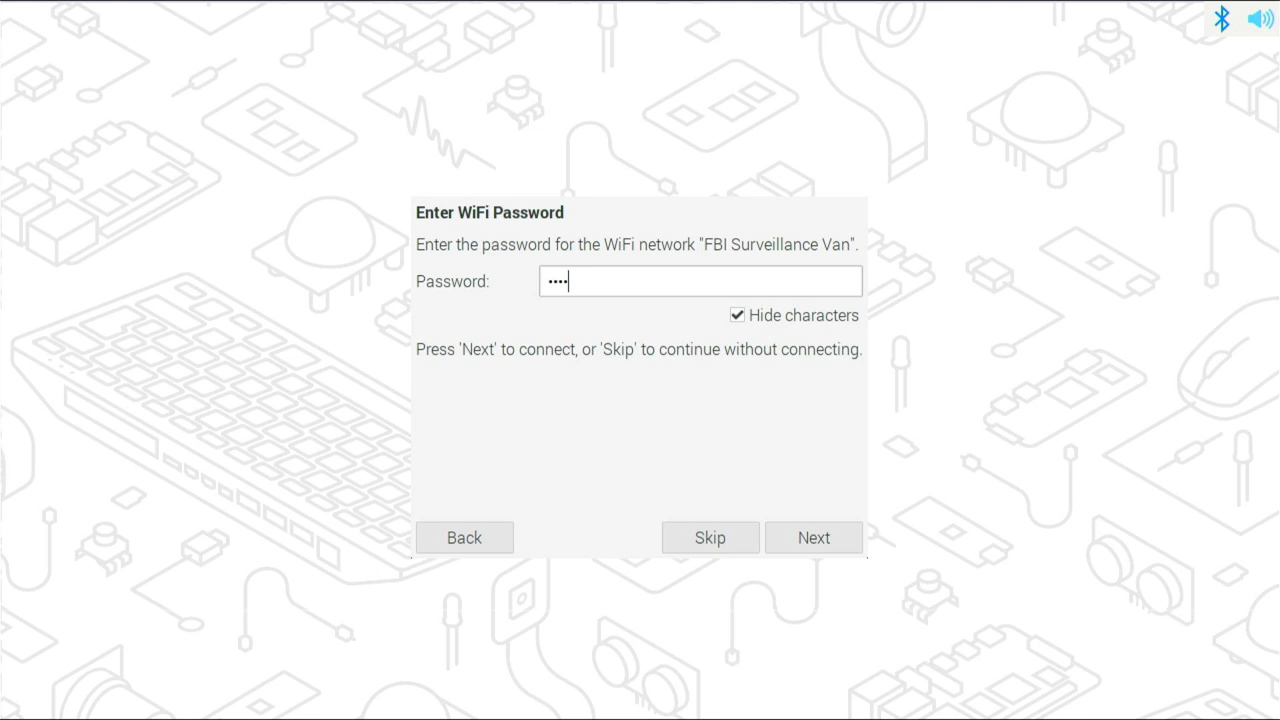 Enter WiFi Password
Enter the password for the WiFi network "FBI Surveillance Van".
Password: ••••
Hide characters
Press 'Next' to connect, or 'Skip' to continue without connecting.
Back Skip Next